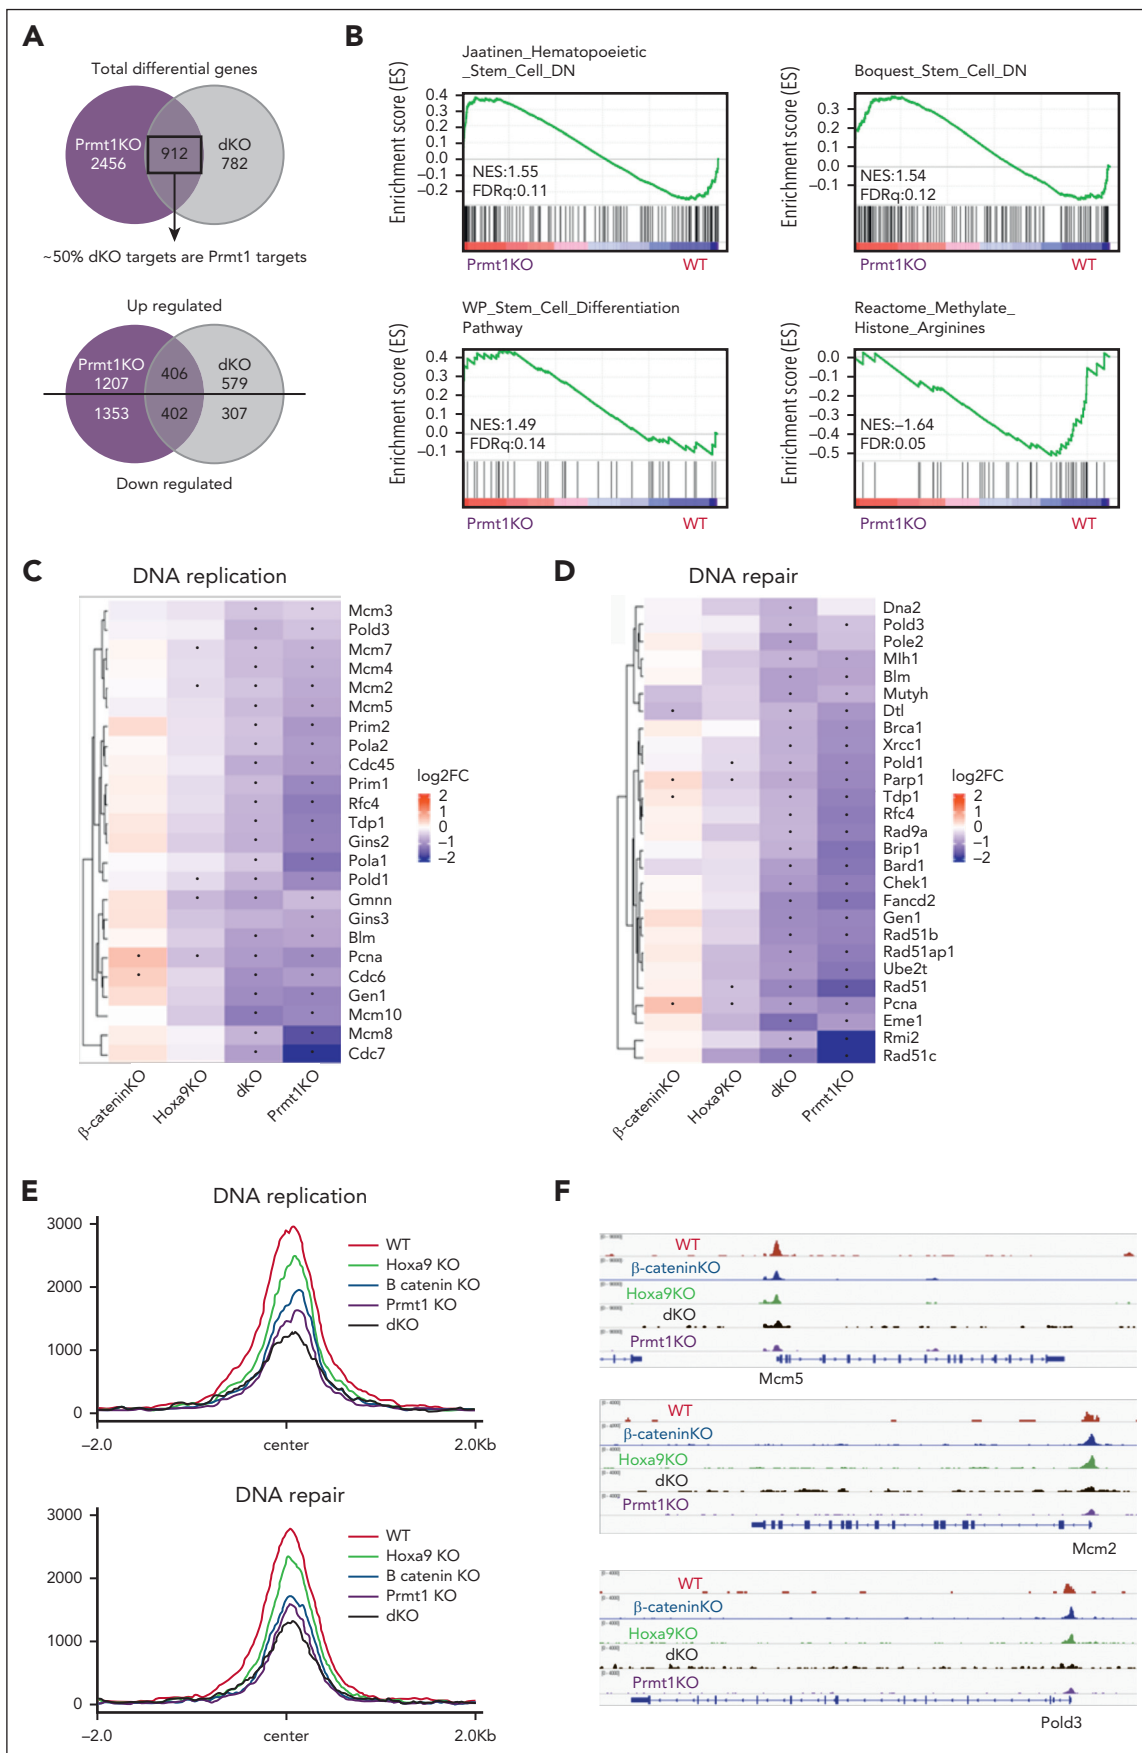 A
Total differential genes
Prmt1KO
2456
912
dKO
782
~50% dKO targets are Prmt1 targets
Up regulated
Prmt1KO
1207
406
dKO
579
1353
402
307
Down regulated
B
Jaatinen_Hematopoeietic
_Stem_Cell_DN
Enrichment score (ES)
0.4
0.3
0.2
0.1
0.0
−0.1
−0.2
NES:1.55
FDRq:0.11
Prmt1KO
WT
Boquest_Stem_Cell_DN
Enrichment score (ES)
0.3
0.2
0.1
0.0
−0.1
NES:1.54
FDRq:0.12
Prmt1KO
WT
WP_Stem_Cell_Differentiation
Pathway
Enrichment score (ES)
0.4
0.3
0.2
0.1
0.0
−0.1
NES:1.49
FDRq:0.14
Prmt1KO
WT
Reactome_Methylate_
Histone_Arginines
Enrichment score (ES)
0.0
−0.1
−0.2
−0.3
−0.4
−0.5
NES:−1.64
FDR:0.05
Prmt1KO
WT
C
DNA replication
Mcm3
Pold3
Mcm7
Mcm4
Mcm2
Mcm5
Prim2
Pola2
Cdc45
Prim1
Rfc4
Tdp1
Gins2
Pola1
Pold1
Gmnn
Gins3
Blm
Pcna
Cdc6
Gen1
Mcm10
Mcm8
Cdc7
β-cateninKO
Hoxa9KO
dKO
Prmt1KO
log2FC
2
1
0
−1
−2
D
DNA repair
Dna2
Pold3
Pole2
Mlh1
Blm
Mutyh
Dtl
Brca1
Xrcc1
Pold1
Parp1
Tdp1
Rfc4
Rad9a
Brip1
Bard1
Chek1
Fancd2
Gen1
Rad51b
Rad51ap1
Ube2t
Rad51
Pcna
Eme1
Rmi2
Rad51c
β-cateninKO
Hoxa9KO
dKO
Prmt1KO
log2FC
2
1
0
−1
−2
E
DNA replication
3000
2000
1000
0
−2.0
center
2.0Kb
WT
Hoxa9 KO
B catenin KO
Prmt1 KO
dKO
DNA repair
3000
2000
1000
0
−2.0
center
2.0Kb
WT
Hoxa9 KO
B catenin KO
Prmt1 KO
dKO
F
WT
β-cateninKO
Hoxa9KO
dKO
Prmt1KO
Mcm5
WT
β-cateninKO
Hoxa9KO
dKO
Prmt1KO
Mcm2
WT
β-cateninKO
Hoxa9KO
dKO
Prmt1KO
Pold3